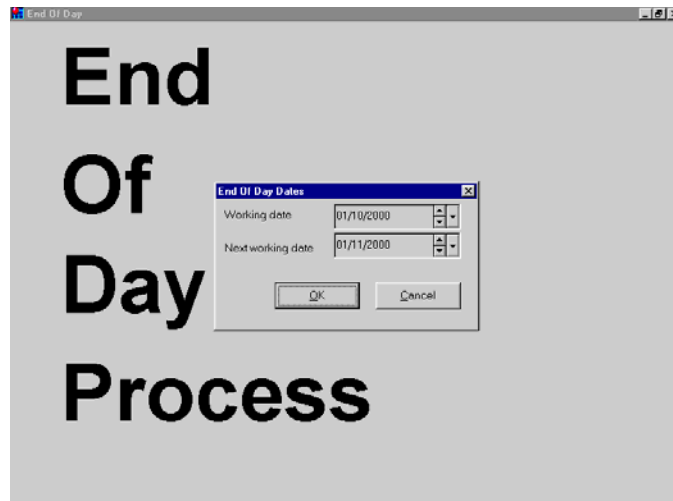 End Of Day
End
Of
Day
Process
End Of Day Dates
Working date 01/10/2000
Next working date 01/11/2000
OK Cancel